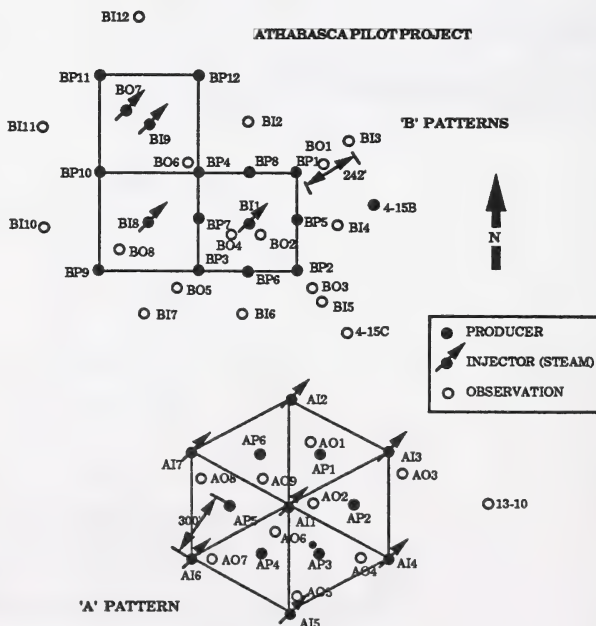 BI12
ATHABASCA PILOT PROJECT
BP11
BP12
BO7
BI11
BI9
BI2
'B' PATTERNS
BO1
BI3
BO6
BP10
BP4
BP8
BP1
242'
4-15B
BI10
BI8
BI1
BP7
BP5
BI4
BO4
BO2
BO8
N
BP9
BP3
BP6
BP2
BO5
BO3
BI5
BI7
BI6
4-15C
PRODUCER
INJECTOR (STEAM)
OBSERVATION
AI2
AO1
AP6
AP1
AI3
AI7
AO8
AO9
AO3
AO2
13-10
300'
AP5
AI1
AP2
AO6
AO7
AP4
AP3
AO4
AI4
AI6
AO5
'A' PATTERN
AI5